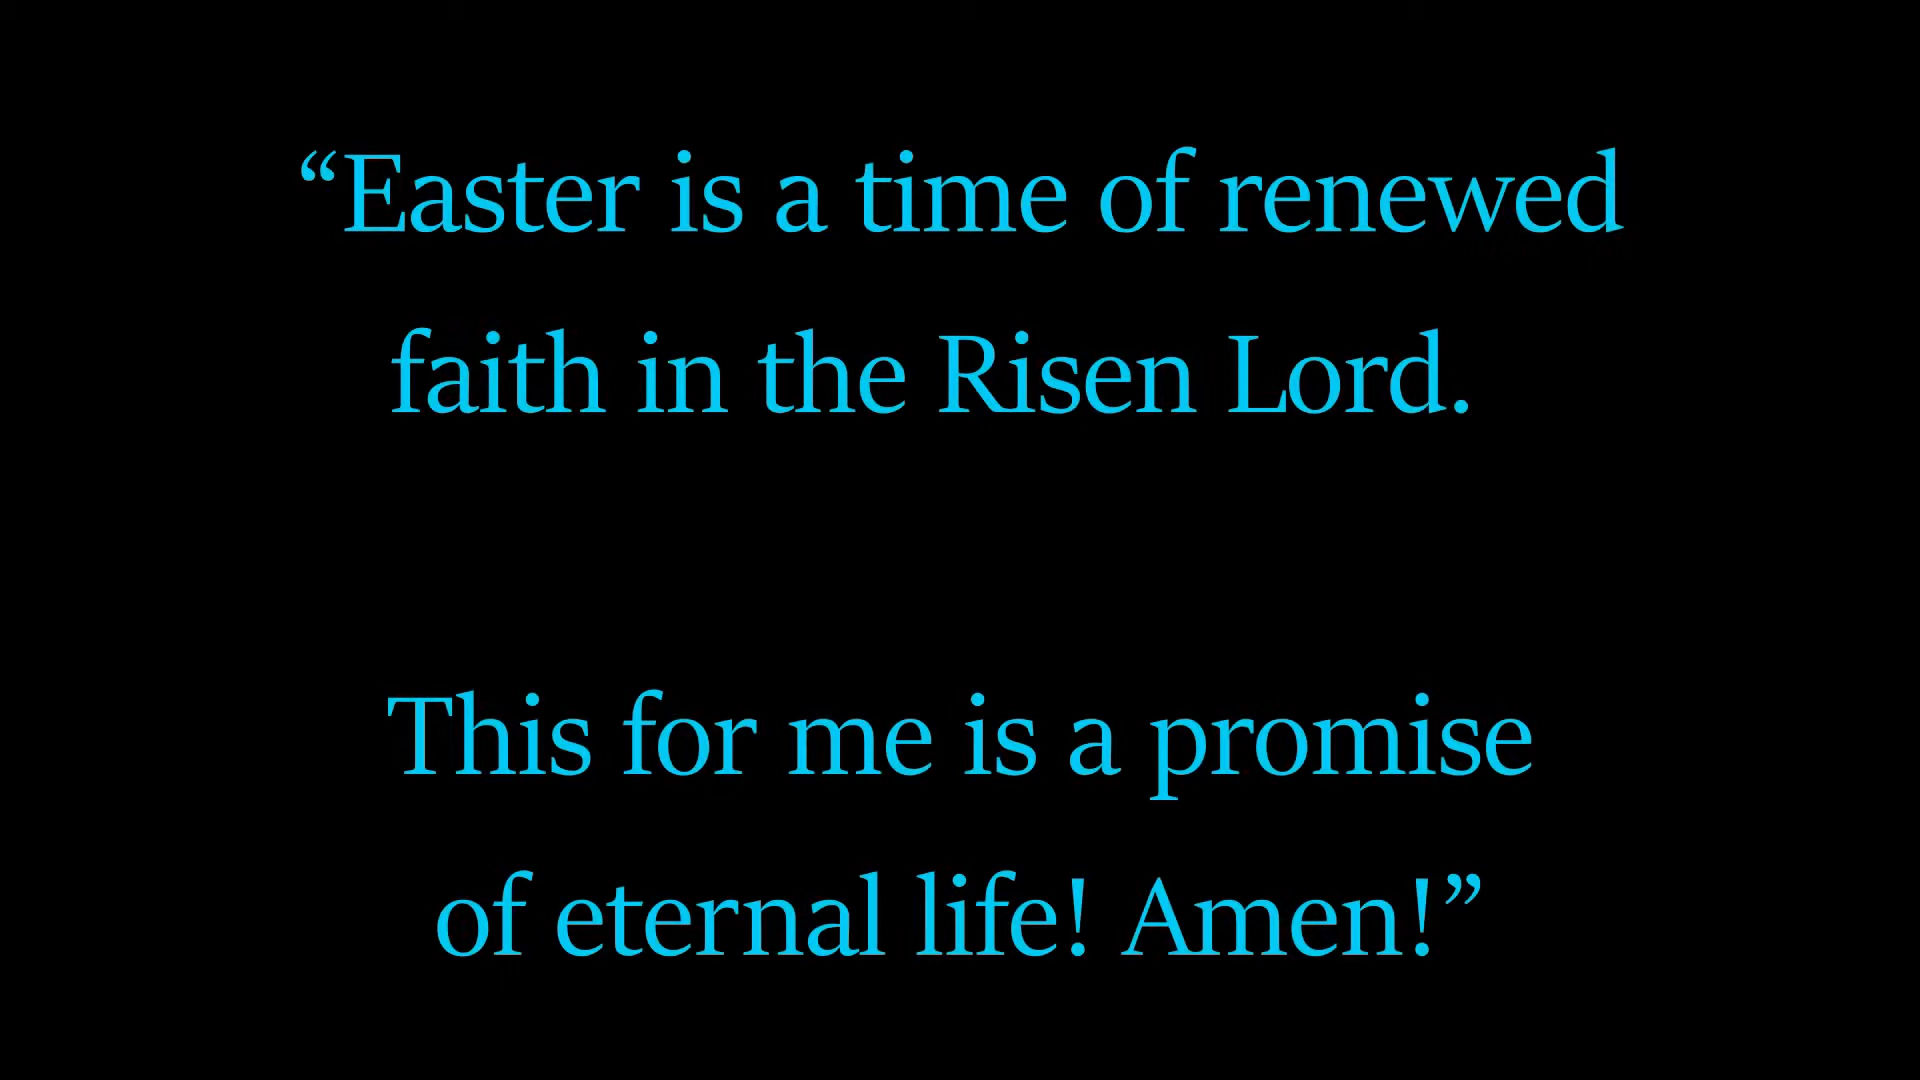 “Easter is a time of renewed
faith in the Risen Lord.
This for me is a promise
of eternal life! Amen!”